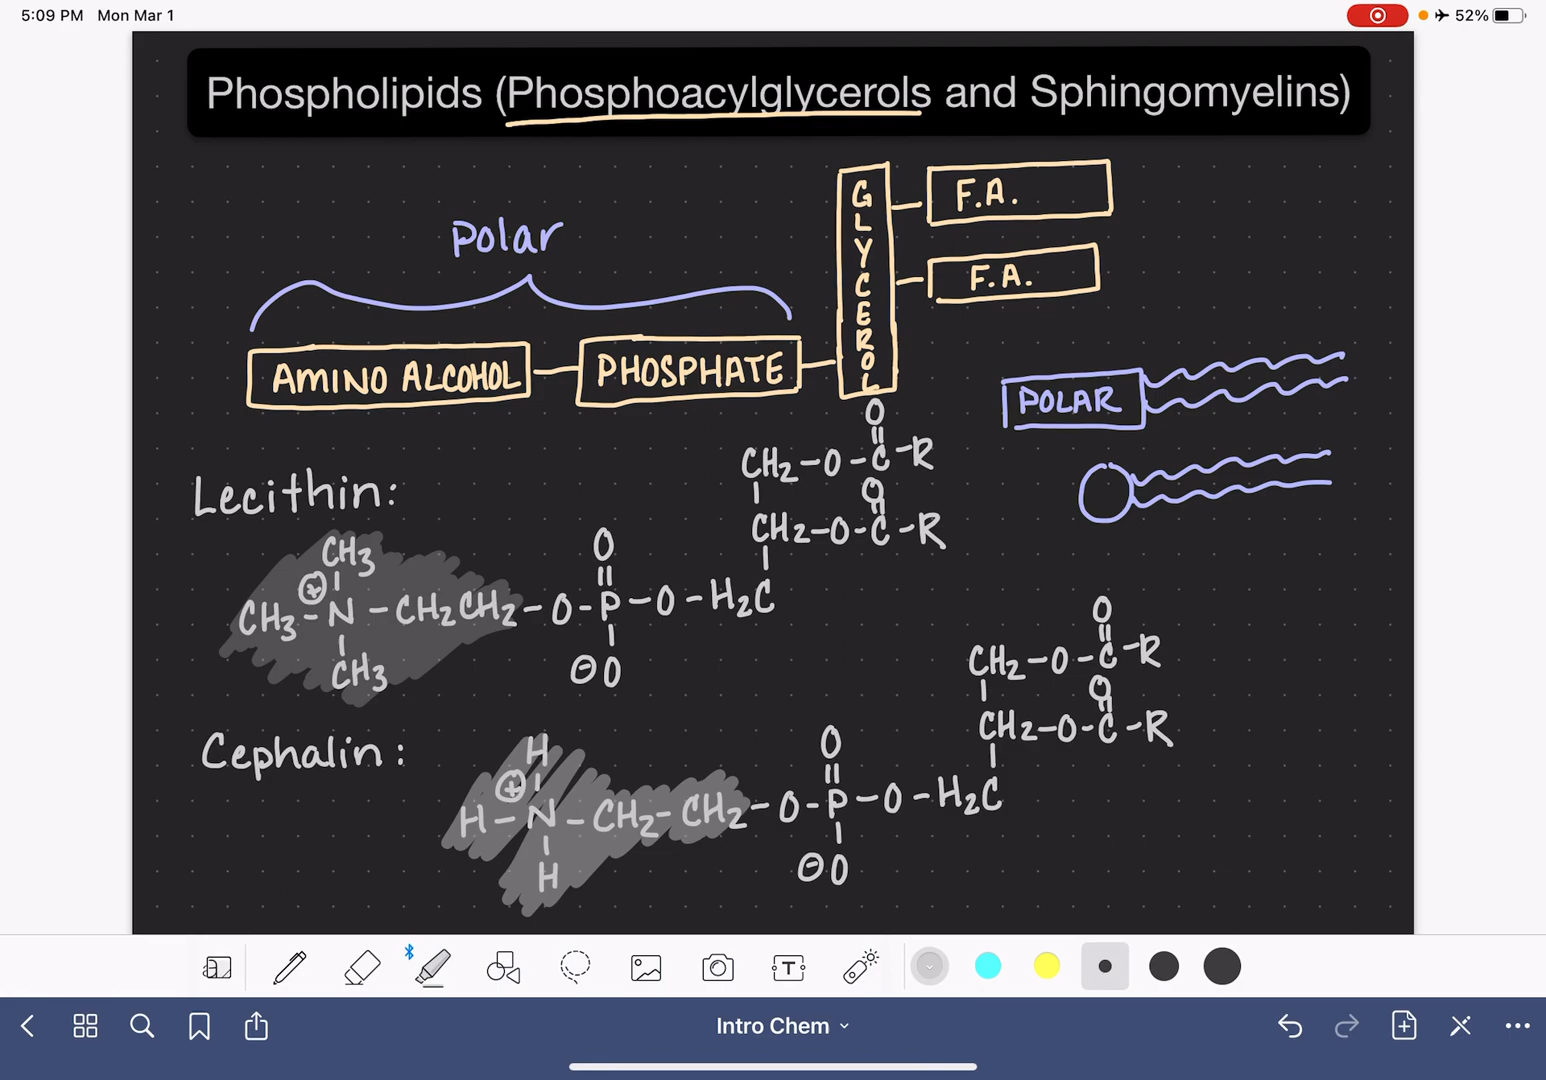 5:09 PM Mon Mar 1
52%
Phospholipids (Phosphoacylglycerols and Sphingomyelins)
GLYCEROL
F.A.
F.A.
Polar
AMINO ALCOHOL
PHOSPHATE
POLAR
Lecithin:
O
CH2-O-C-R
O
CH2-O-C-R
CH3
O
⊕
CH3-N-CH2CH2-O-P-O-H2C
CH3
⊖O
Cephalin:
O
CH2-O-C-R
O
CH2-O-C-R
H
O
⊕
H-N-CH2-CH2-O-P-O-H2C
H
⊖O
T
Intro Chem